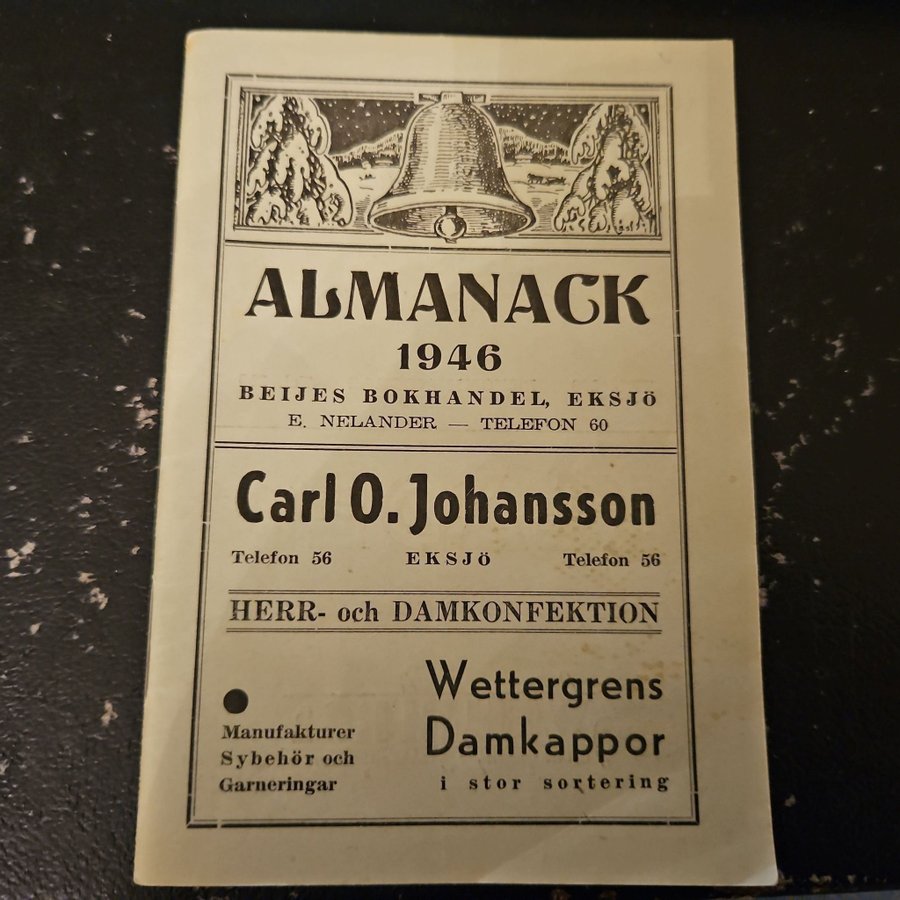 ALMANACK
1946
BEIJES BOKHANDEL, EKSJÖ
E. NELANDER — TELEFON 60
Carl O. Johansson
Telefon 56 EKSJÖ Telefon 56
HERR- och DAMKONFEKTION
Manufakturer
Sybehör och
Garneringar
Wettergrens
Damkappor
i stor sortering